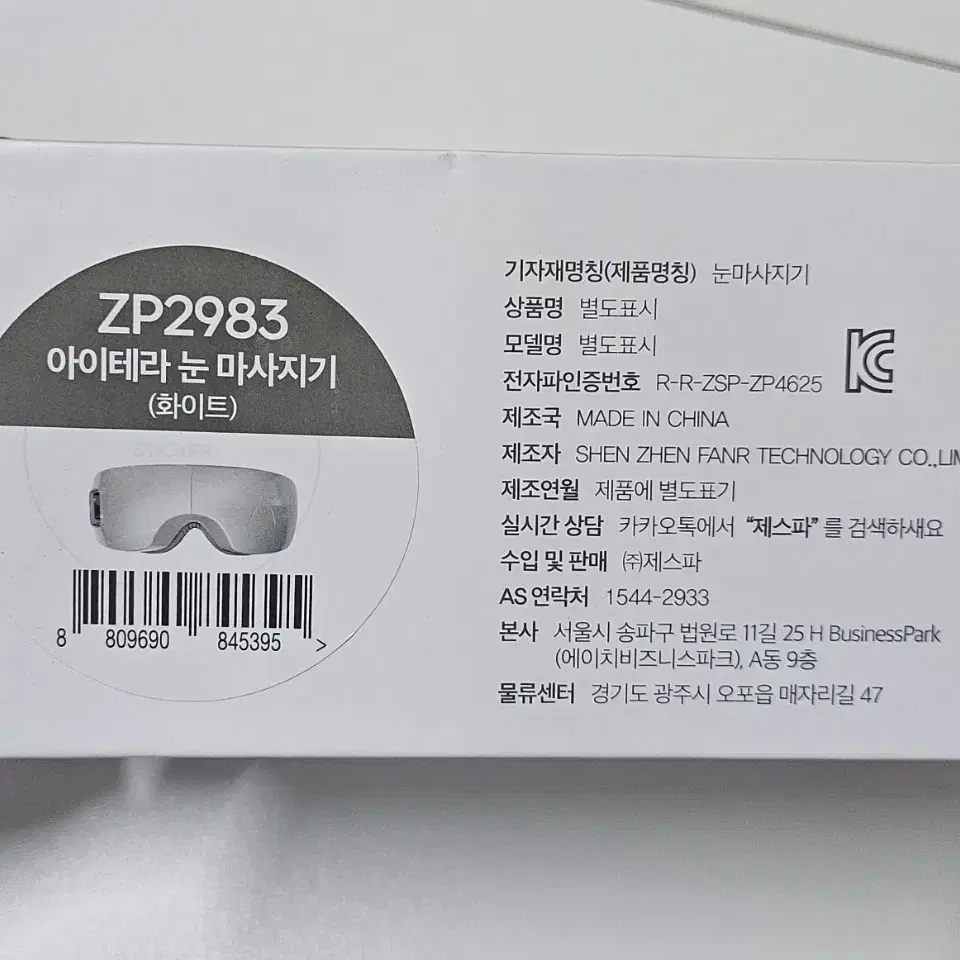 ZP2983
아이테라 눈 마사지기
(화이트)
8 809690 845395 >
기자재명칭(제품명칭) 눈마사지기
상품명 별도표시
모델명 별도표시
전자파인증번호 R-R-ZSP-ZP4625
제조국 MADE IN CHINA
제조자 SHEN ZHEN FANR TECHNOLOGY CO.,LIM
제조연월 제품에 별도표기
실시간 상담 카카오톡에서 “제스파” 를 검색하새요
수입 및 판매 ㈜제스파
AS 연락처 1544-2933
본사 서울시 송파구 법원로 11길 25 H BusinessPark
(에이치비즈니스파크), A동 9층
물류센터 경기도 광주시 오포읍 매자리길 47